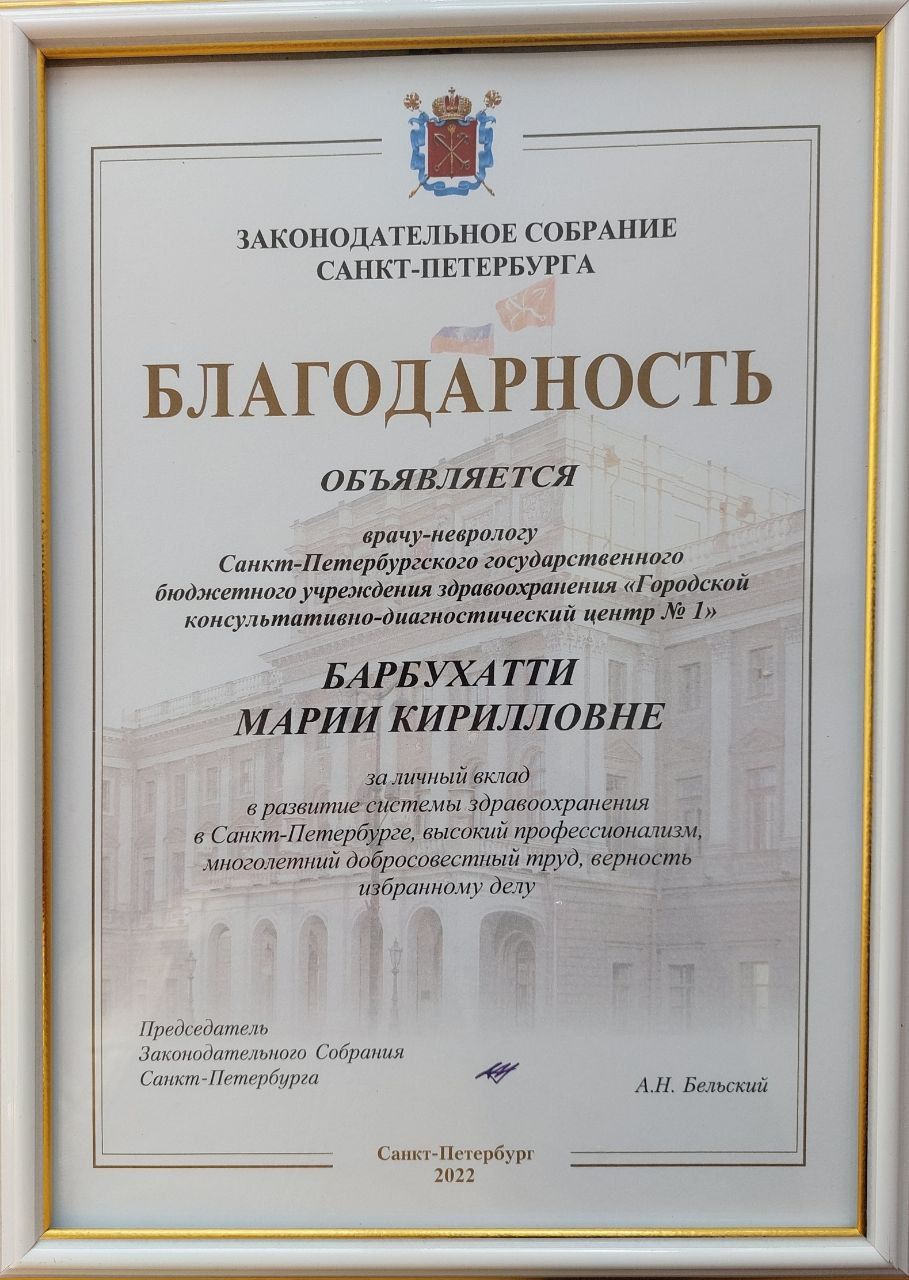 ЗАКОНОДАТЕЛЬНОЕ СОБРАНИЕ
САНКТ-ПЕТЕРБУРГА
БЛАГОДАРНОСТЬ
ОБЪЯВЛЯЕТСЯ
врачу-неврологу
Санкт-Петербургского государственного
бюджетного учреждения здравоохранения «Городской
консультативно-диагностический центр № 1»
БАРБУХАТТИ
МАРИИ КИРИЛЛОВНЕ
за личный вклад
в развитие системы здравоохранения
в Санкт-Петербурге, высокий профессионализм,
многолетний добросовестный труд, верность
избранному делу
Председатель
Законодательного Собрания
Санкт-Петербурга
А.Н. Бельский
Санкт-Петербург
2022